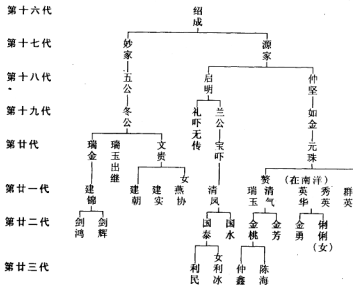 第十六代 绍成
第十七代 妙家 源家
第十八代 五公 启明 仲坚
第十九代 冬公 礼吓无传 兰公 如金
第廿代 瑞金 瑞玉出继 文贵 宝吓 元珠
第廿一代 建锦 建朝 建实 女燕协 清凤 瑞玉 赞清气 (在南洋)英华 秀英 群英
第廿二代 剑鸿 剑辉 国泰 国水 金桃 金芳 金勇 俐俐(女)
第廿三代 利民 女利冰 仲鑫 陈海